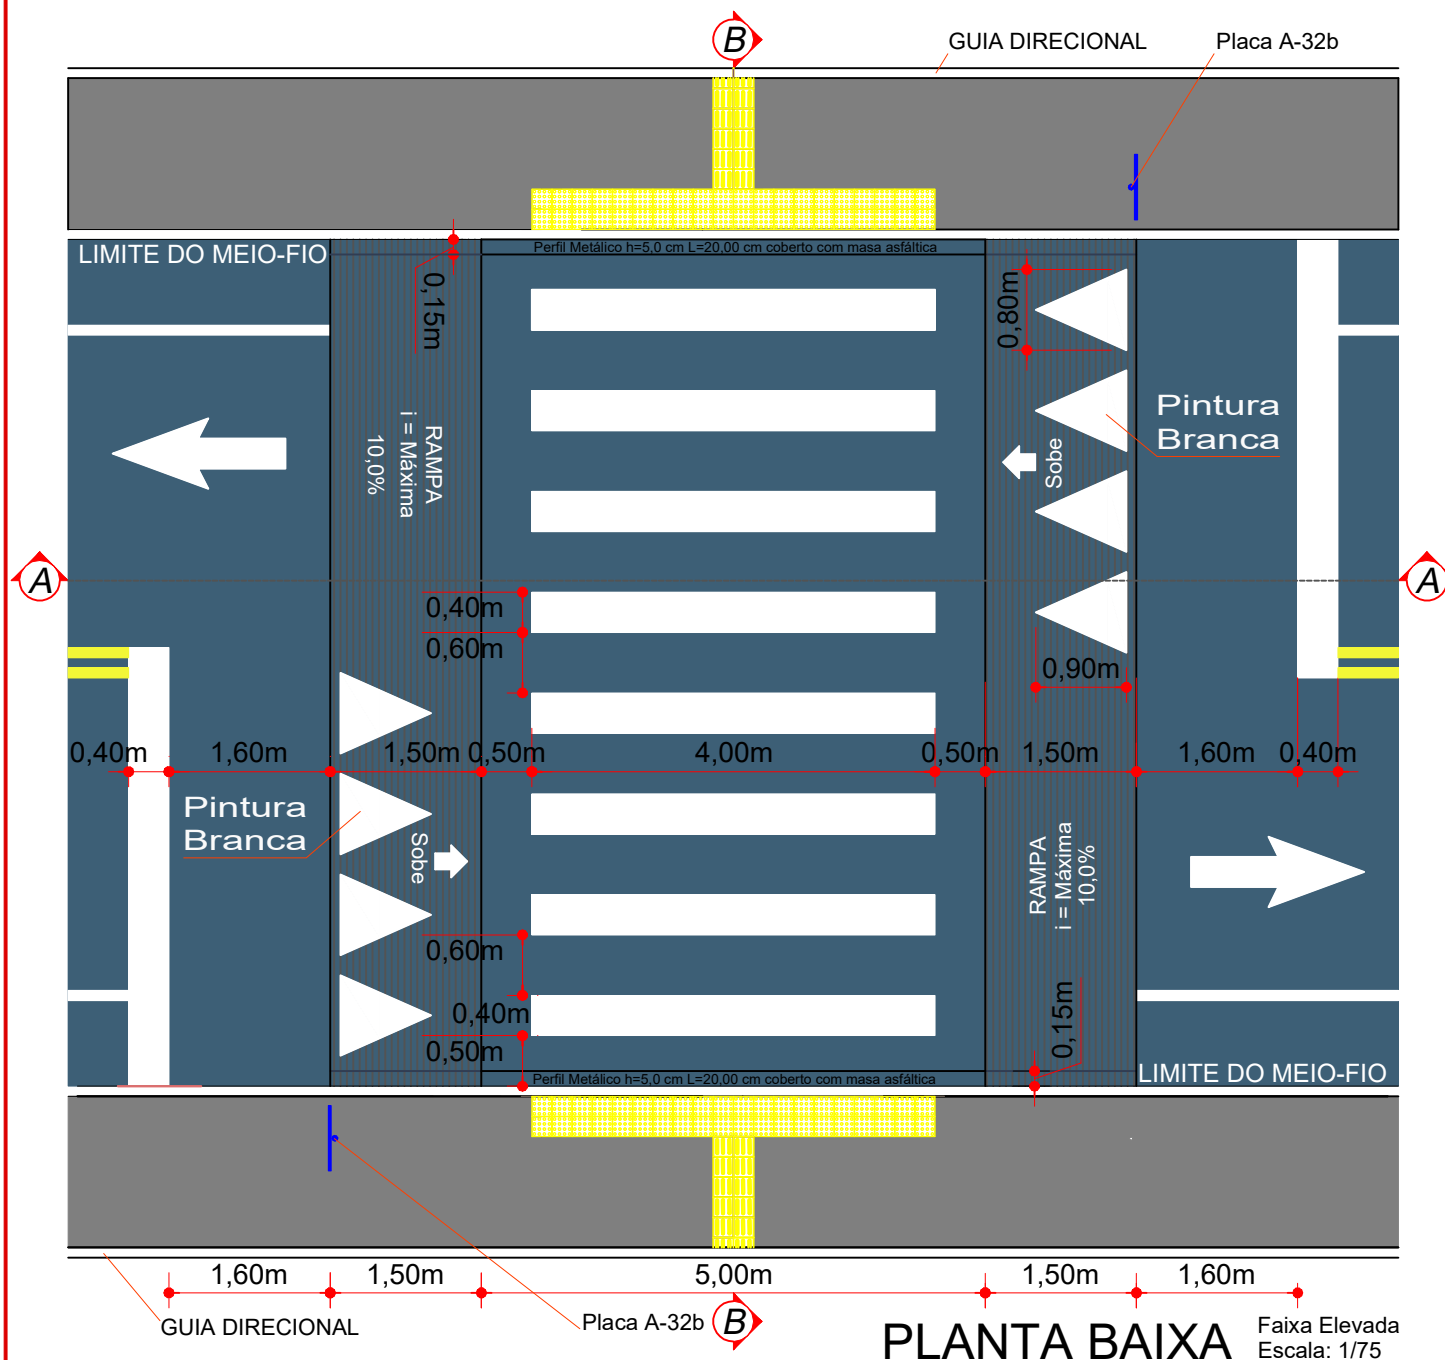 B
GUIA DIRECIONAL
Placa A-32b
LIMITE DO MEIO-FIO
Perfil Metálico h=5,0 cm L=20,00 cm coberto com masa asfáltica
0,15m
0,80m
RAMPA
i = Máxima
10,0%
Pintura
Branca
Sobe
A
A
0,40m
0,60m
0,90m
0,40m
1,60m
1,50m
0,50m
4,00m
0,50m
1,50m
1,60m
0,40m
Pintura
Branca
Sobe
RAMPA
i = Máxima
10,0%
0,60m
0,40m
0,50m
0,15m
Perfil Metálico h=5,0 cm L=20,00 cm coberto com masa asfáltica
LIMITE DO MEIO-FIO
1,60m
1,50m
5,00m
1,50m
1,60m
GUIA DIRECIONAL
Placa A-32b
B
PLANTA BAIXA
Faixa Elevada
Escala: 1/75